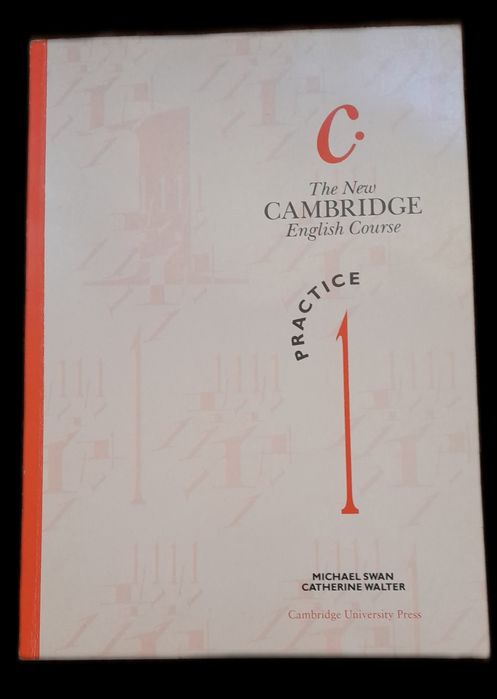 C.
The New
CAMBRIDGE
English Course
PRACTICE
1
MICHAEL SWAN
CATHERINE WALTER
Cambridge University Press